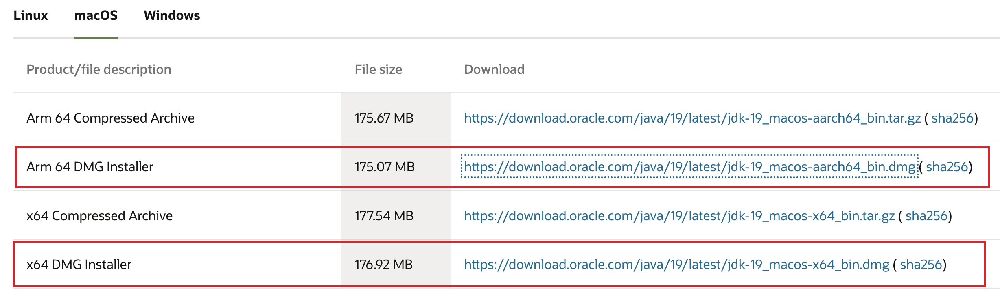 Linux macOS Windows
Product/file description File size Download
Arm 64 Compressed Archive 175.67 MB https://download.oracle.com/java/19/latest/jdk-19_macos-aarch64_bin.tar.gz ( sha256)
Arm 64 DMG Installer 175.07 MB https://download.oracle.com/java/19/latest/jdk-19_macos-aarch64_bin.dmg ( sha256)
x64 Compressed Archive 177.54 MB https://download.oracle.com/java/19/latest/jdk-19_macos-x64_bin.tar.gz ( sha256)
x64 DMG Installer 176.92 MB https://download.oracle.com/java/19/latest/jdk-19_macos-x64_bin.dmg ( sha256)